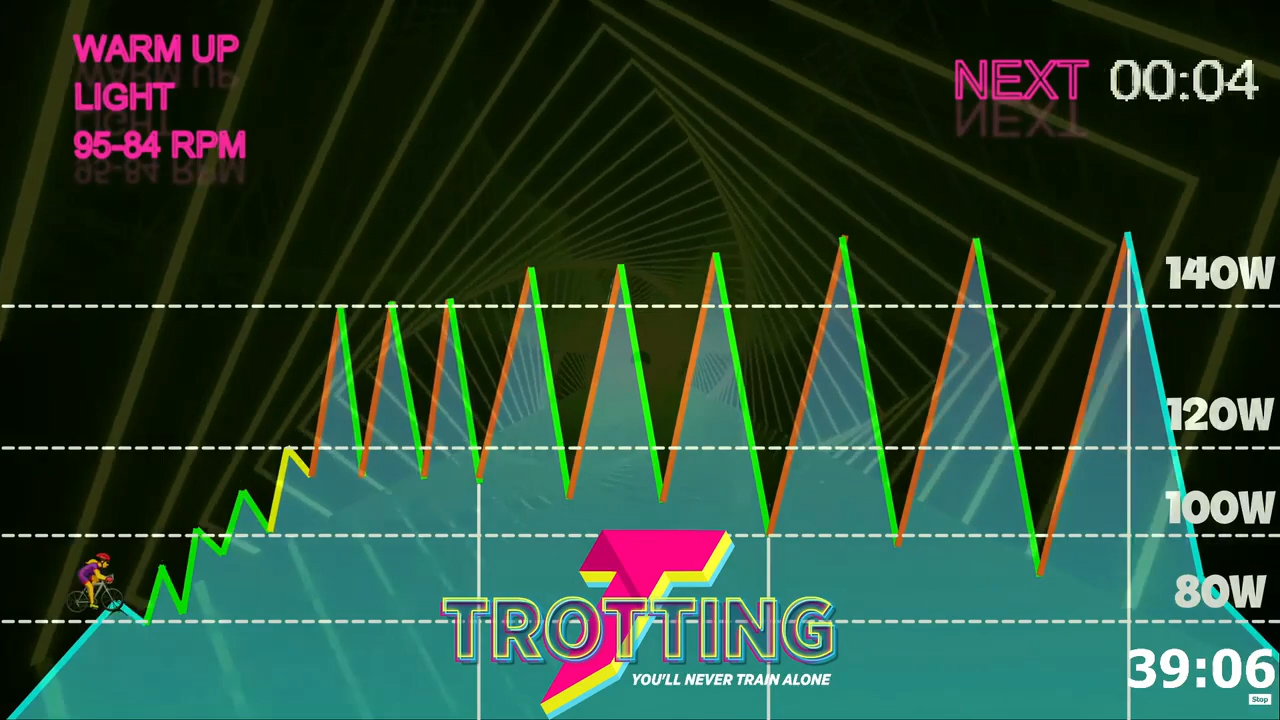 WARM UP
LIGHT
95-84 RPM
NEXT 00:04
140W
120W
100W
80W
TROTTING
YOU'LL NEVER TRAIN ALONE
39:06
Stop